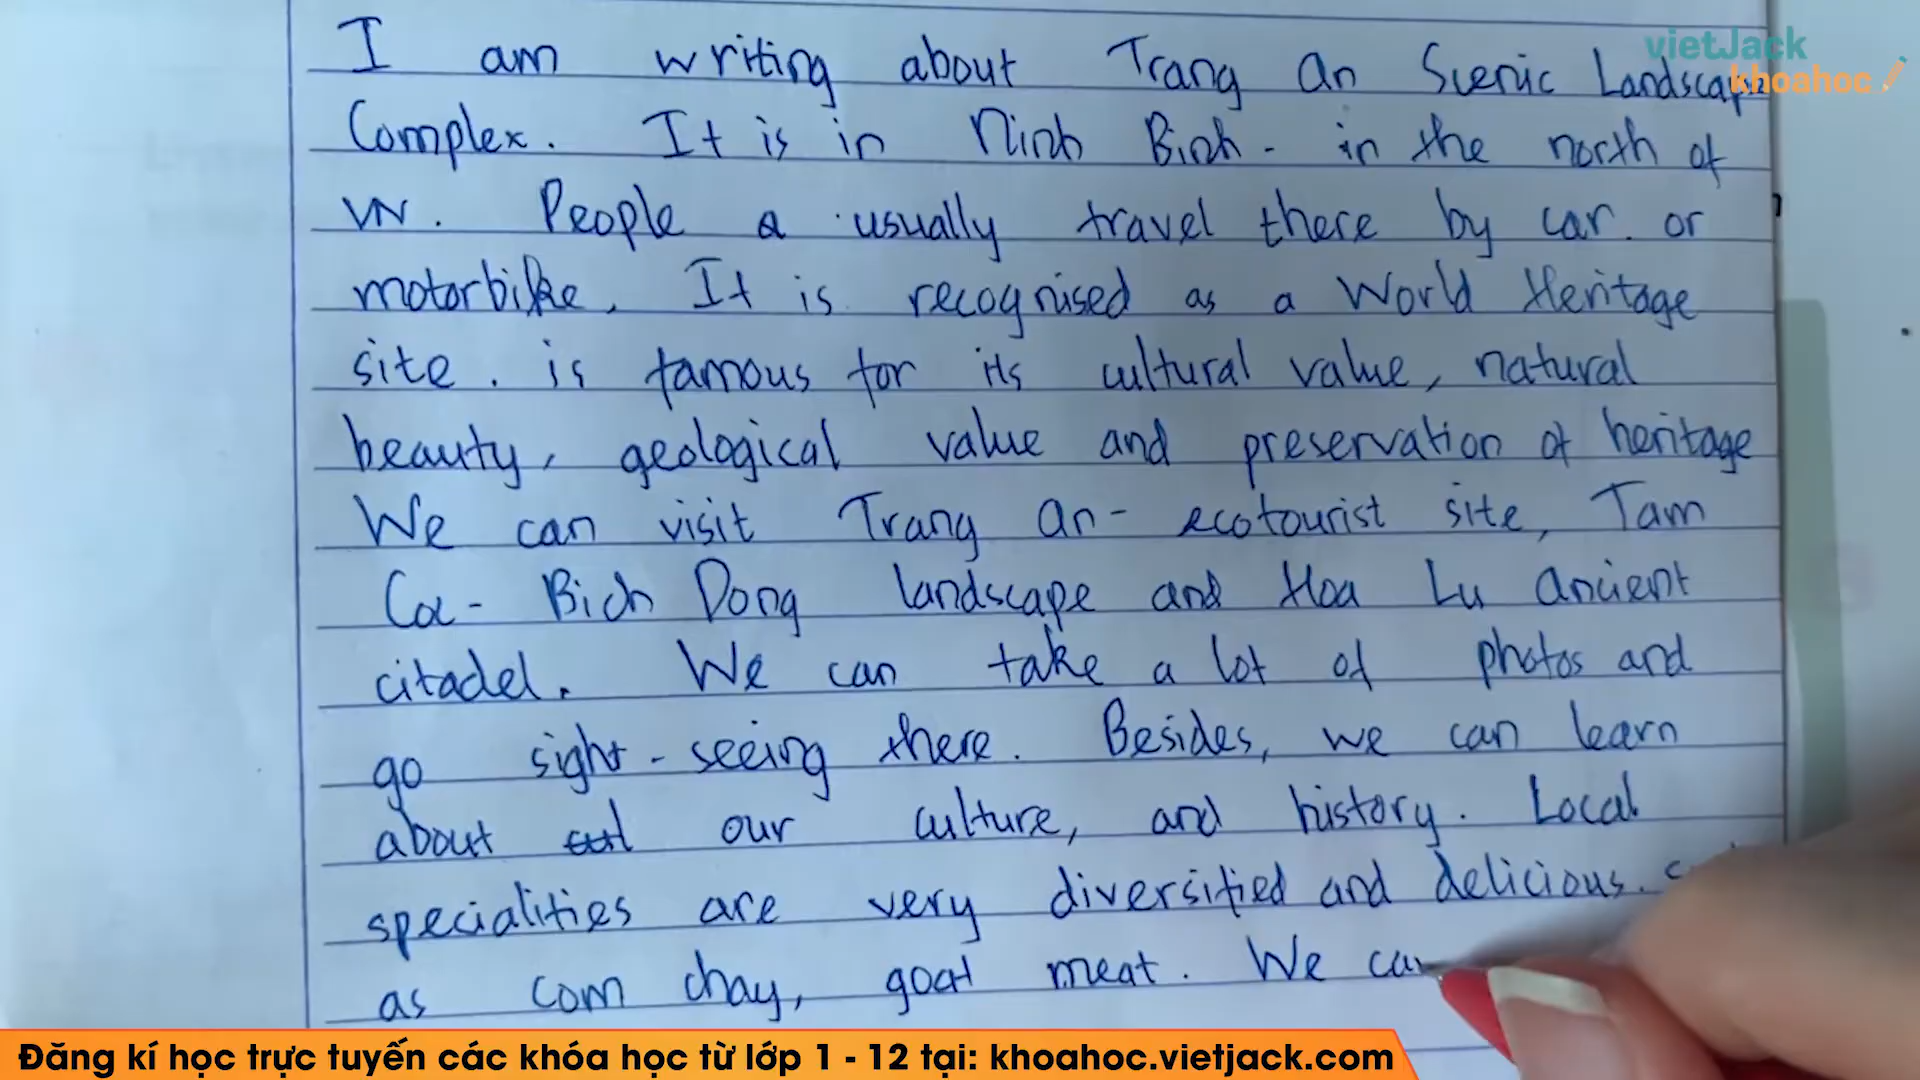 vietJack
khoahoc
I am writing about Trang An Scenic Landscape
Complex. It is in Ninh Binh - in the north of
VN. People a usually travel there by car or
motorbike. It is recognised as a World Heritage
site. is famous for its cultural value, natural
beauty, geological value and preservation of heritage
We can visit Trang An - ecotourist site, Tam
Coc - Bich Dong landscape and Hoa Lu ancient
citadel. We can take a lot of photos and
go sight-seeing there. Besides, we can learn
about our culture, and history. Local
specialities are very diversified and delicious.
as com chay, goat meat. We can
Đăng kí học trực tuyến các khóa học từ lớp 1 - 12 tại: khoahoc.vietjack.com